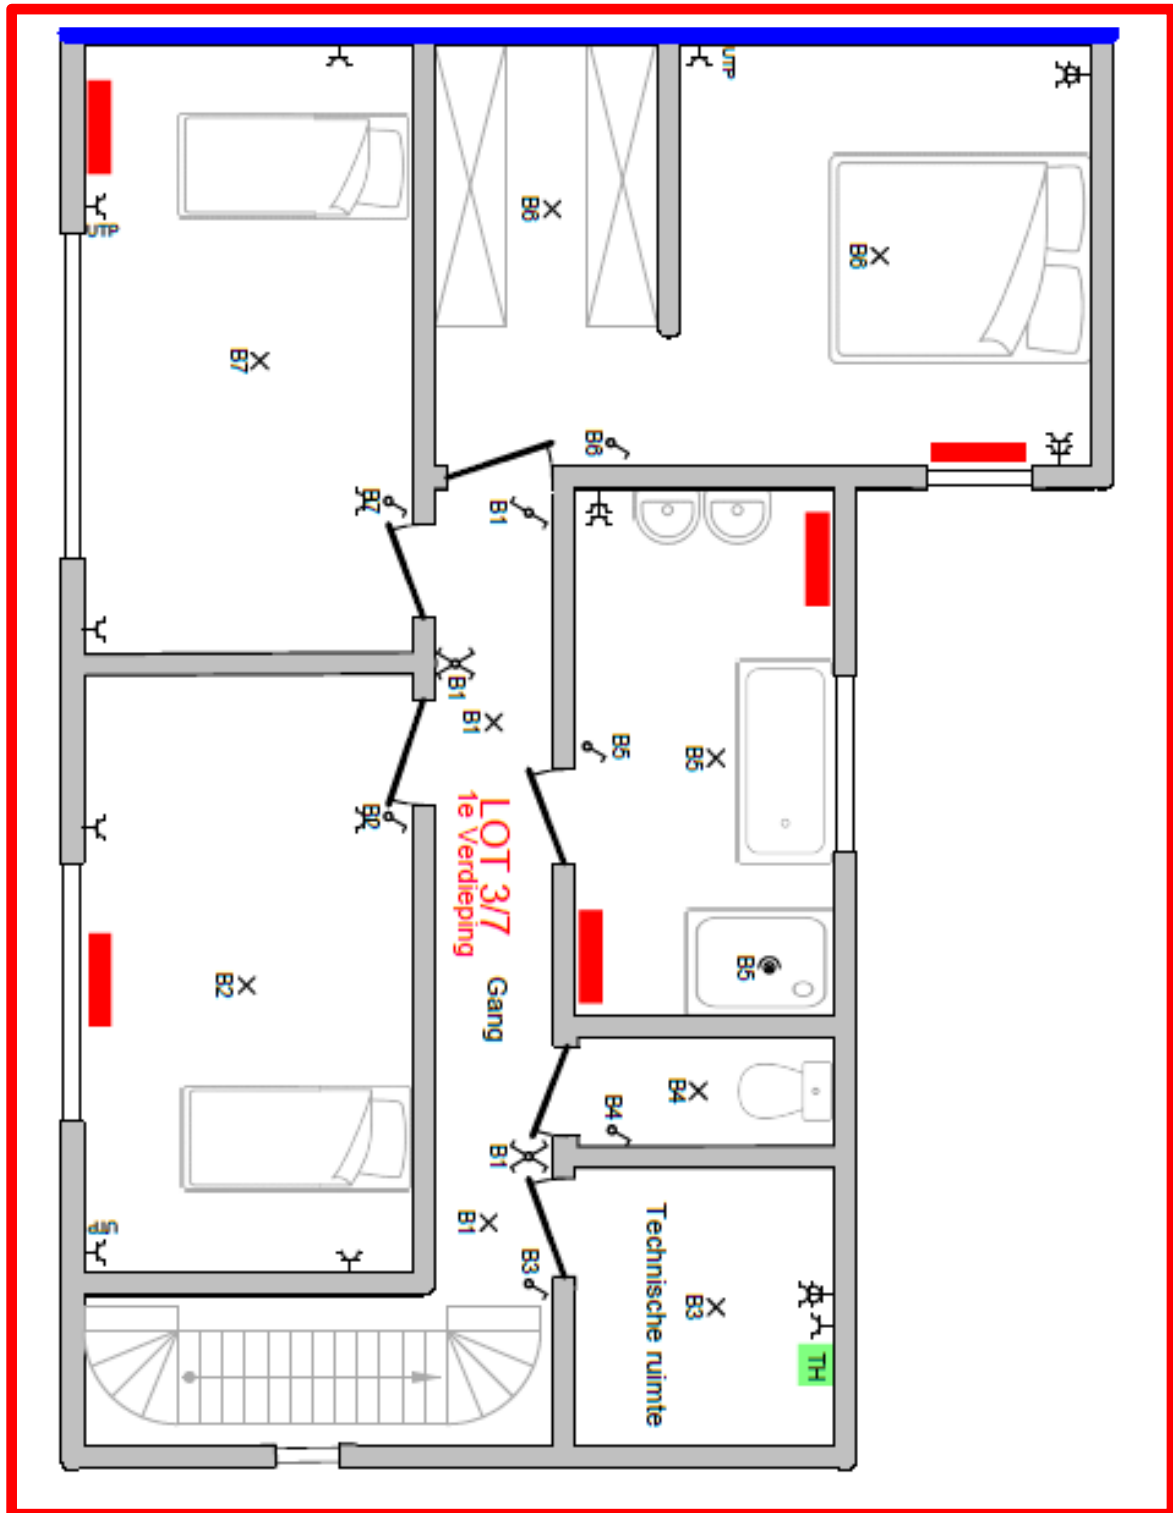 UTP
UTP
B6
B6
B7
B6
B7
B1
B1
B1
B5
B5
B2
LOT 3/7
1e Verdieping
B5
B2
Gang
B4
B4
B1
B1
UTP
B3
B3
Technische ruimte
TH